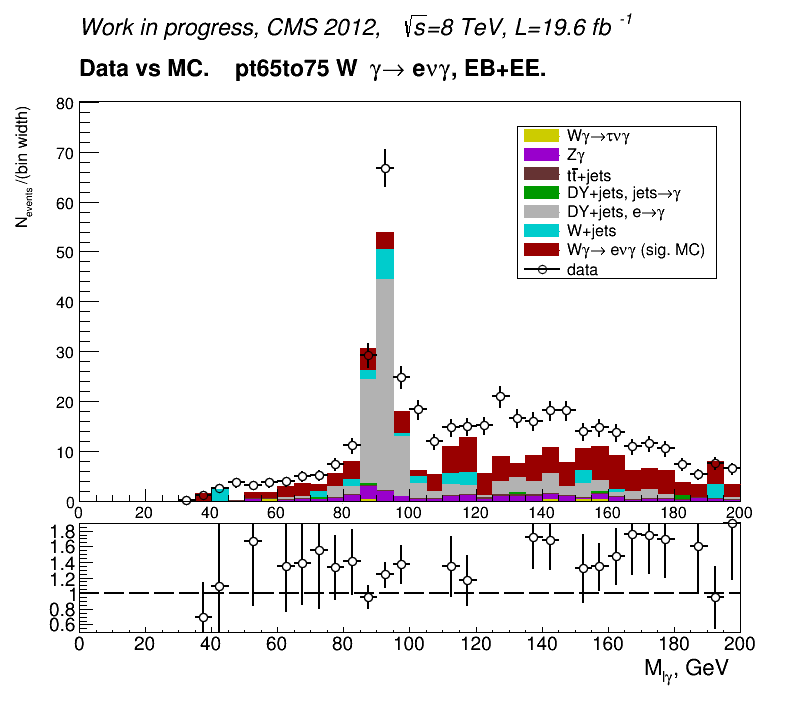 Work in progress, CMS 2012, √s=8 TeV, L=19.6 fb⁻¹
Data vs MC. pt65to75 W γ→ eνγ, EB+EE.
N_events /(bin width)
80
70
60
50
40
30
20
10
0
Wγ→τνγ
Zγ
tt̄+jets
DY+jets, jets→γ
DY+jets, e→γ
W+jets
Wγ→ eνγ (sig. MC)
data
0 20 40 60 80 100 120 140 160 180 200
1.8
1.6
1.4
1.2
1
0.8
0.6
0 20 40 60 80 100 120 140 160 180 200
M_lγ, GeV